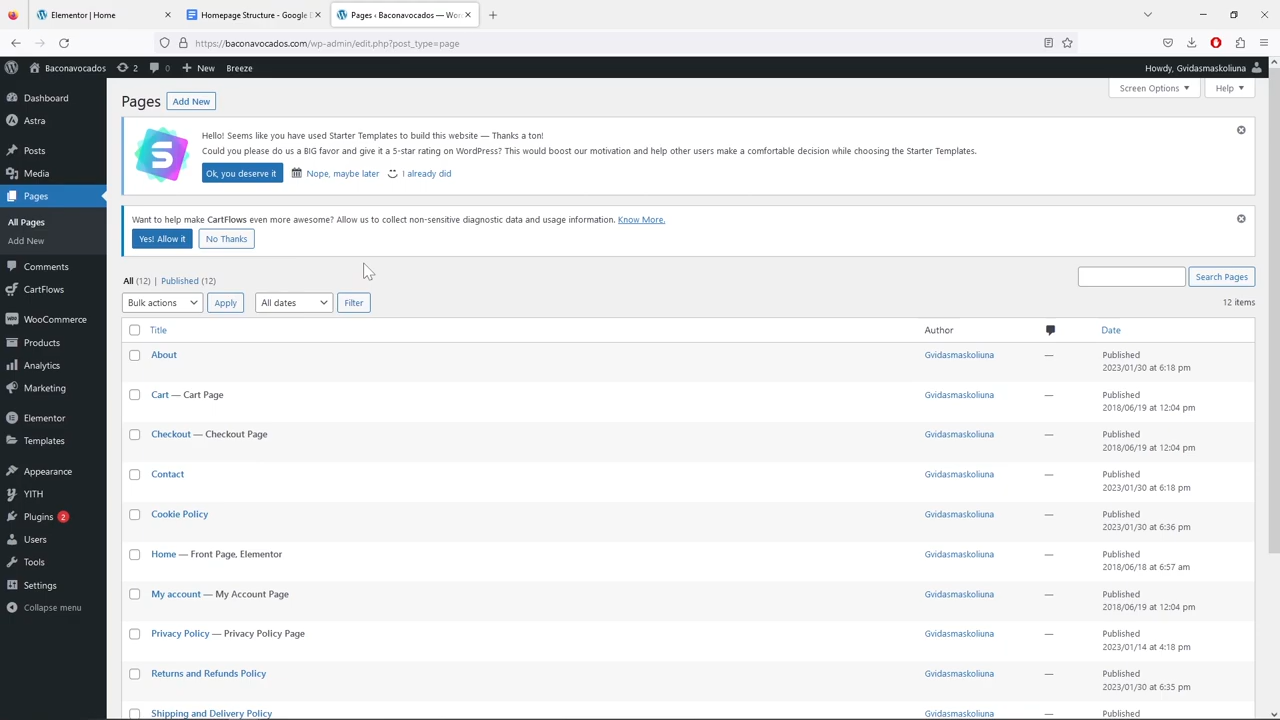 Elementor | Home
Homepage Structure - Google D
Pages ‹ Baconavocados — Wor
https://baconavocados.com/wp-admin/edit.php?post_type=page
Baconavocados 2 0 New Breeze
Howdy, Gvidasmaskoliuna
Dashboard
Astra
Posts
Media
Pages
All Pages
Add New
Comments
CartFlows
WooCommerce
Products
Analytics
Marketing
Elementor
Templates
Appearance
YITH
Plugins 2
Users
Tools
Settings
Collapse menu
Pages Add New
Screen Options Help
S
Hello! Seems like you have used Starter Templates to build this website — Thanks a ton!
Could you please do us a BIG favor and give it a 5-star rating on WordPress? This would boost our motivation and help other users make a comfortable decision while choosing the Starter Templates.
Ok, you deserve it Nope, maybe later I already did
Want to help make CartFlows even more awesome? Allow us to collect non-sensitive diagnostic data and usage information. Know More.
Yes! Allow it No Thanks
All (12) | Published (12)
Search Pages
Bulk actions Apply All dates Filter
12 items
Title Author Date
About Gvidasmaskoliuna — Published
2023/01/30 at 6:18 pm
Cart — Cart Page Gvidasmaskoliuna — Published
2018/06/19 at 12:04 pm
Checkout — Checkout Page Gvidasmaskoliuna — Published
2018/06/19 at 12:04 pm
Contact Gvidasmaskoliuna — Published
2023/01/30 at 6:18 pm
Cookie Policy Gvidasmaskoliuna — Published
2023/01/30 at 6:36 pm
Home — Front Page, Elementor Gvidasmaskoliuna — Published
2018/06/18 at 6:57 am
My account — My Account Page Gvidasmaskoliuna — Published
2018/06/19 at 12:04 pm
Privacy Policy — Privacy Policy Page Gvidasmaskoliuna — Published
2023/01/14 at 4:18 pm
Returns and Refunds Policy Gvidasmaskoliuna — Published
2023/01/30 at 6:35 pm
Shipping and Delivery Policy Gvidasmaskoliuna — Published